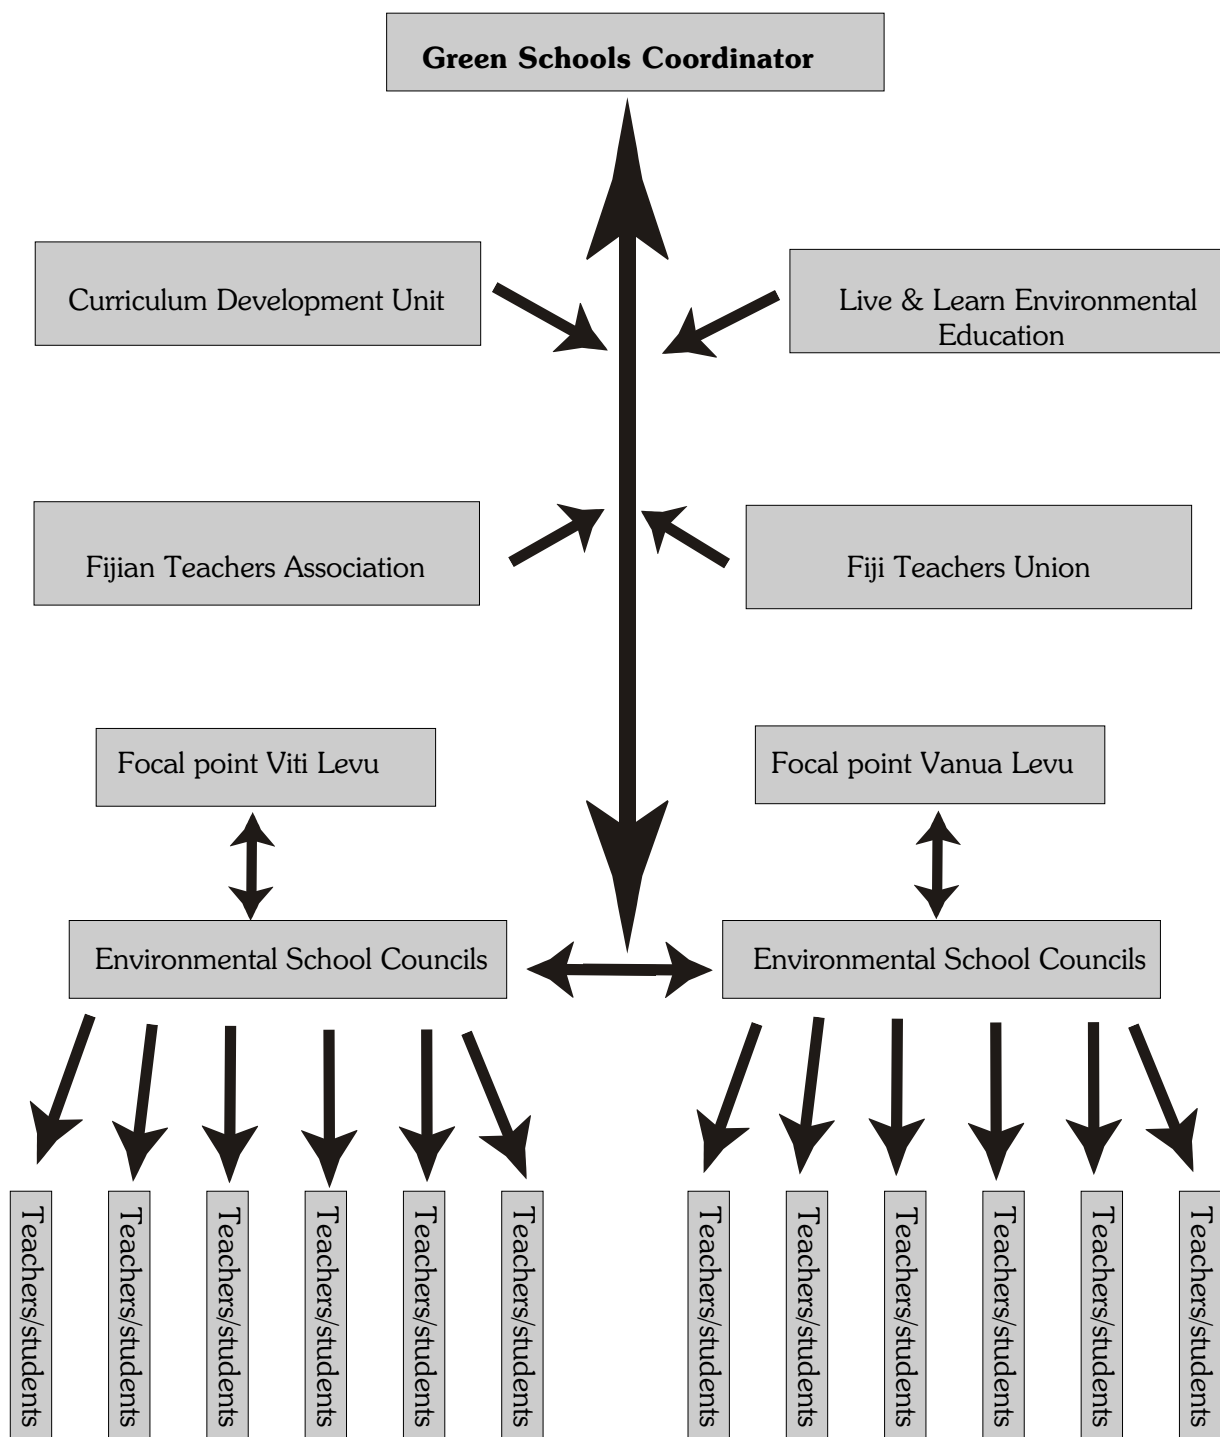 Green Schools Coordinator
Curriculum Development Unit
Live & Learn Environmental
Education
Fijian Teachers Association
Fiji Teachers Union
Focal point Viti Levu
Focal point Vanua Levu
Environmental School Councils
Environmental School Councils
Teachers/students
Teachers/students
Teachers/students
Teachers/students
Teachers/students
Teachers/students
Teachers/students
Teachers/students
Teachers/students
Teachers/students
Teachers/students
Teachers/students